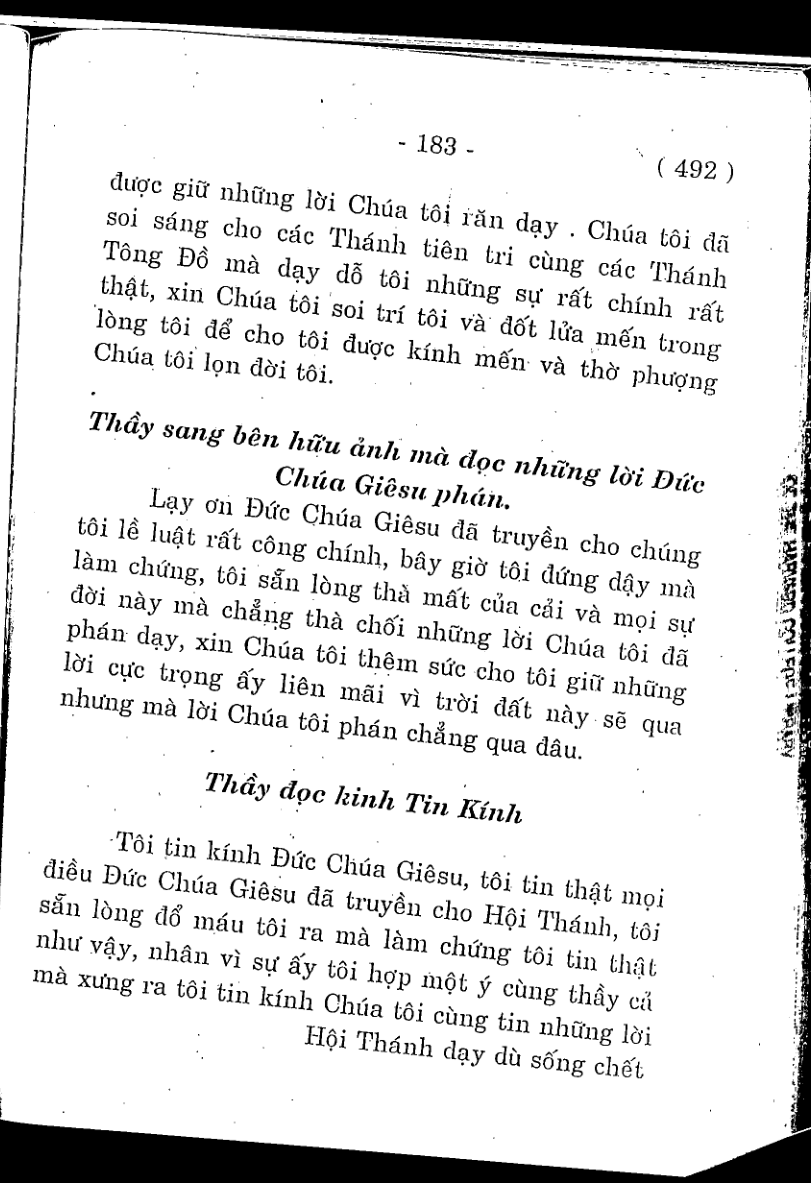 - 183 -
( 492 )
được giữ những lời Chúa tôi răn dạy . Chúa tôi đã
soi sáng cho các Thánh tiên tri cùng các Thánh
Tông Đồ mà dạy dỗ tôi những sự rất chính rất
thật, xin Chúa tôi soi trí tôi và đốt lửa mến trong
lòng tôi để cho tôi được kính mến và thờ phượng
Chúa tôi lọn đời tôi.
Thầy sang bên hữu ảnh mà đọc những lời Đức
Chúa Giêsu phán.
Lạy ơn Đức Chúa Giêsu đã truyền cho chúng
tôi lề luật rất công chính, bây giờ tôi đứng dậy mà
làm chứng, tôi sẵn lòng thà mất của cải và mọi sự
đời này mà chẳng thà chối những lời Chúa tôi đã
phán dạy, xin Chúa tôi thêm sức cho tôi giữ những
lời cực trọng ấy liên mãi vì trời đất này sẽ qua
nhưng mà lời Chúa tôi phán chẳng qua đâu.
Thầy đọc kinh Tin Kính
Tôi tin kính Đức Chúa Giêsu, tôi tin thật mọi
điều Đức Chúa Giêsu đã truyền cho Hội Thánh, tôi
sẵn lòng đổ máu tôi ra mà làm chứng tôi tin thật
như vậy, nhân vì sự ấy tôi hợp một ý cùng thầy cả
mà xưng ra tôi tin kính Chúa tôi cùng tin những lời
Hội Thánh dạy dù sống chết